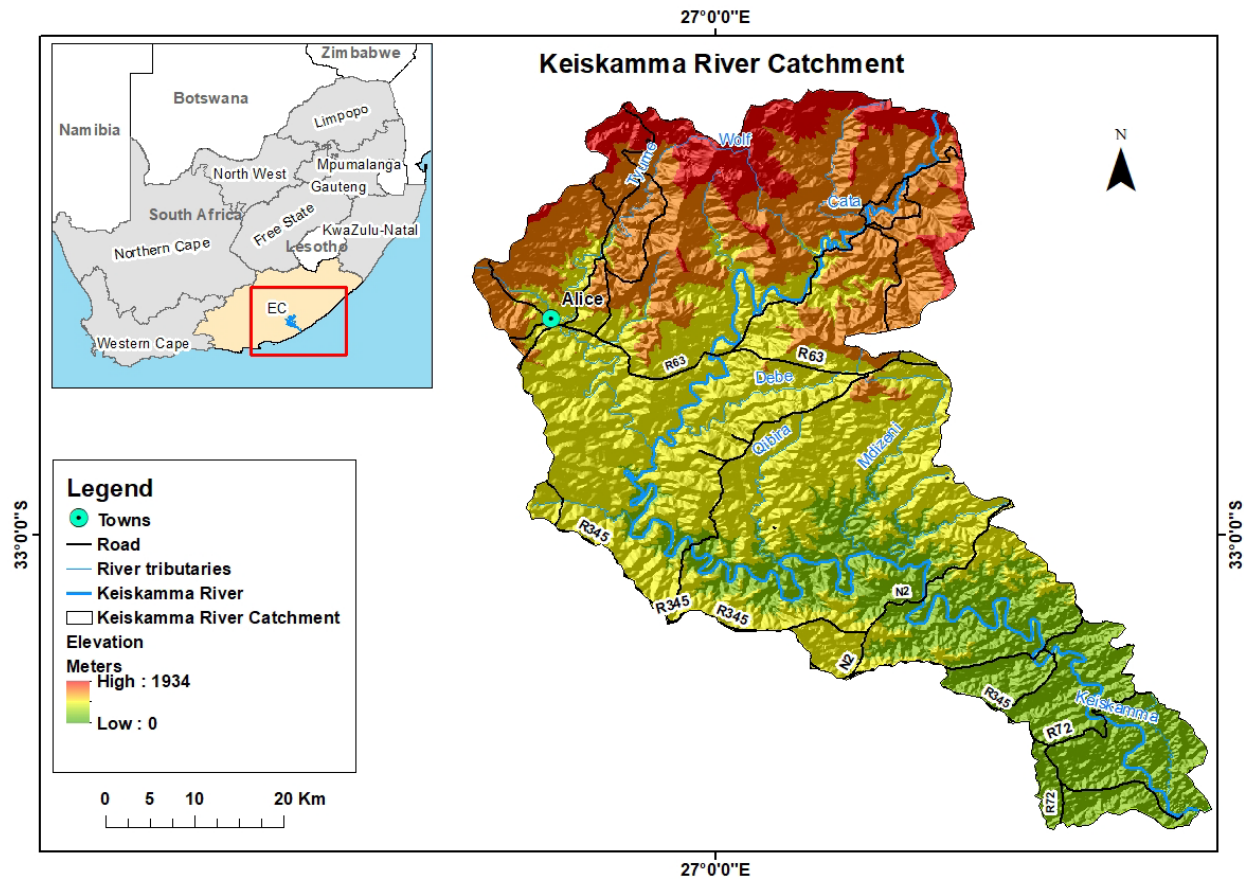 27°0'0"E
Keiskamma River Catchment
Zimbabwe
Botswana
Limpopo
Namibia
North West
Mpumalanga
Gauteng
South Africa
Free State
KwaZulu-Natal
Lesotho
Northern Cape
EC
Western Cape
N
Wolf
Tyume
Cata
Alice
R63
R63
Debe
Qibira
Mdizeni
R345
R345
R345
N2
N2
R345
Keiskamma
R72
R72
33°0'0"S
33°0'0"S
Legend
Towns
Road
River tributaries
Keiskamma River
Keiskamma River Catchment
Elevation
Meters
High : 1934
Low : 0
0 5 10 20 Km
27°0'0"E